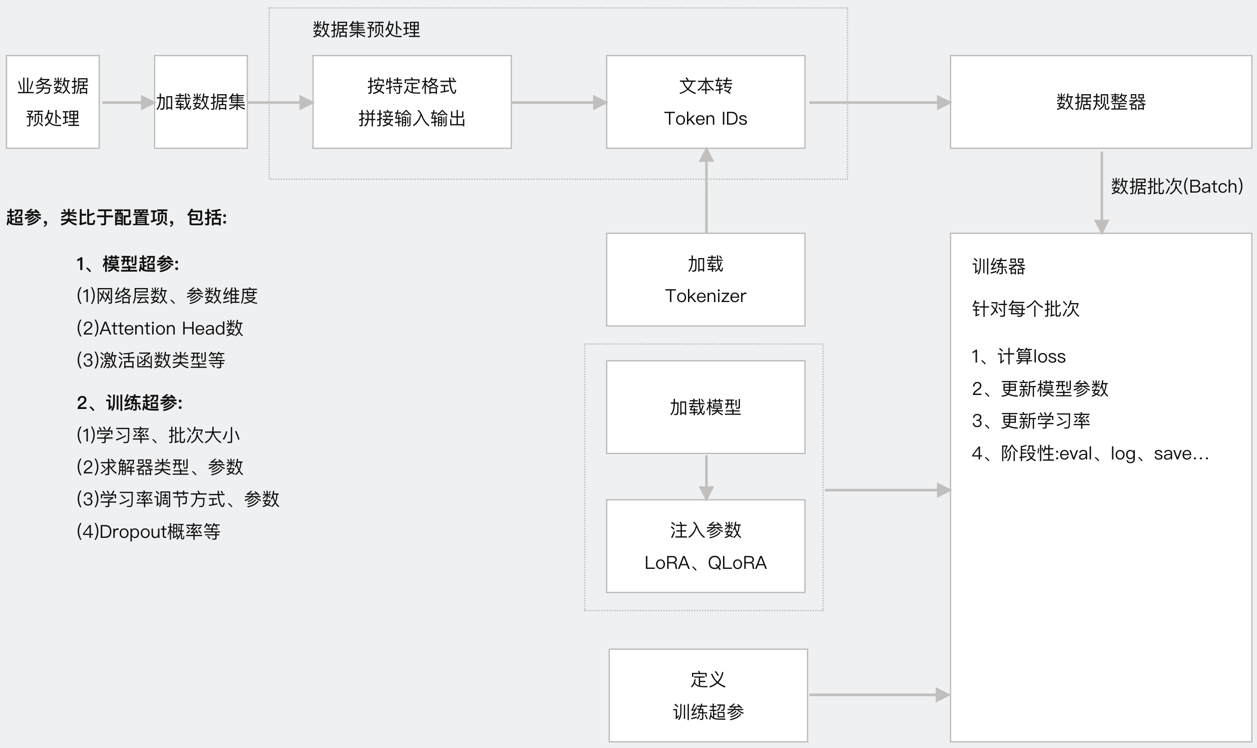 数据集预处理
业务数据
预处理
加载数据集
按特定格式
拼接输入输出
文本转
Token IDs
数据规整器
数据批次(Batch)
加载
Tokenizer
超参，类比于配置项，包括:
1、模型超参:
(1)网络层数、参数维度
(2)Attention Head数
(3)激活函数类型等
2、训练超参:
(1)学习率、批次大小
(2)求解器类型、参数
(3)学习率调节方式、参数
(4)Dropout概率等
加载模型
注入参数
LoRA、QLoRA
定义
训练超参
训练器
针对每个批次
1、计算loss
2、更新模型参数
3、更新学习率
4、阶段性:eval、log、save...